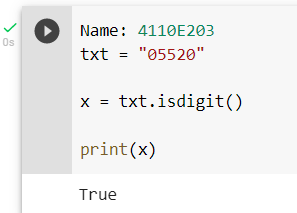 Name: 4110E203
txt = "05520"
x = txt.isdigit()
print(x)
0s
True